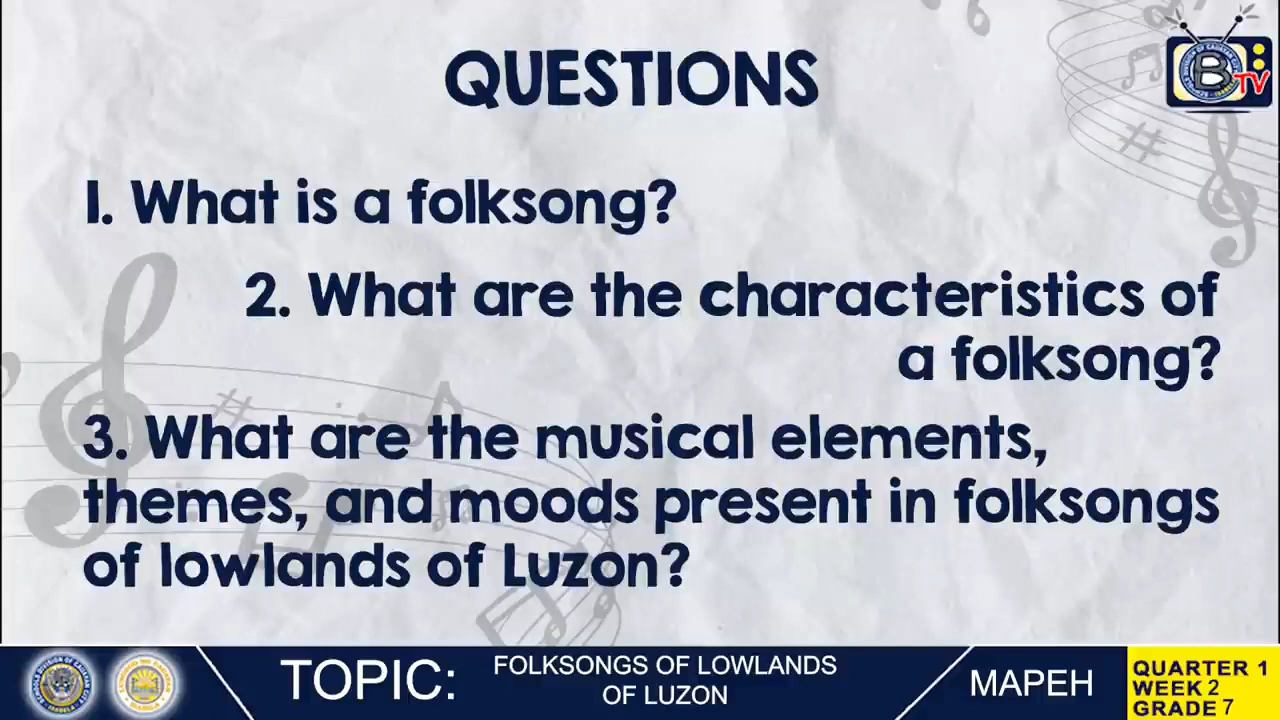 B
TV
QUESTIONS
1. What is a folksong?
2. What are the characteristics of
a folksong?
3. What are the musical elements,
themes, and moods present in folksongs
of lowlands of Luzon?
TOPIC:
FOLKSONGS OF LOWLANDS
OF LUZON
MAPEH
QUARTER 1
WEEK 2
GRADE 7